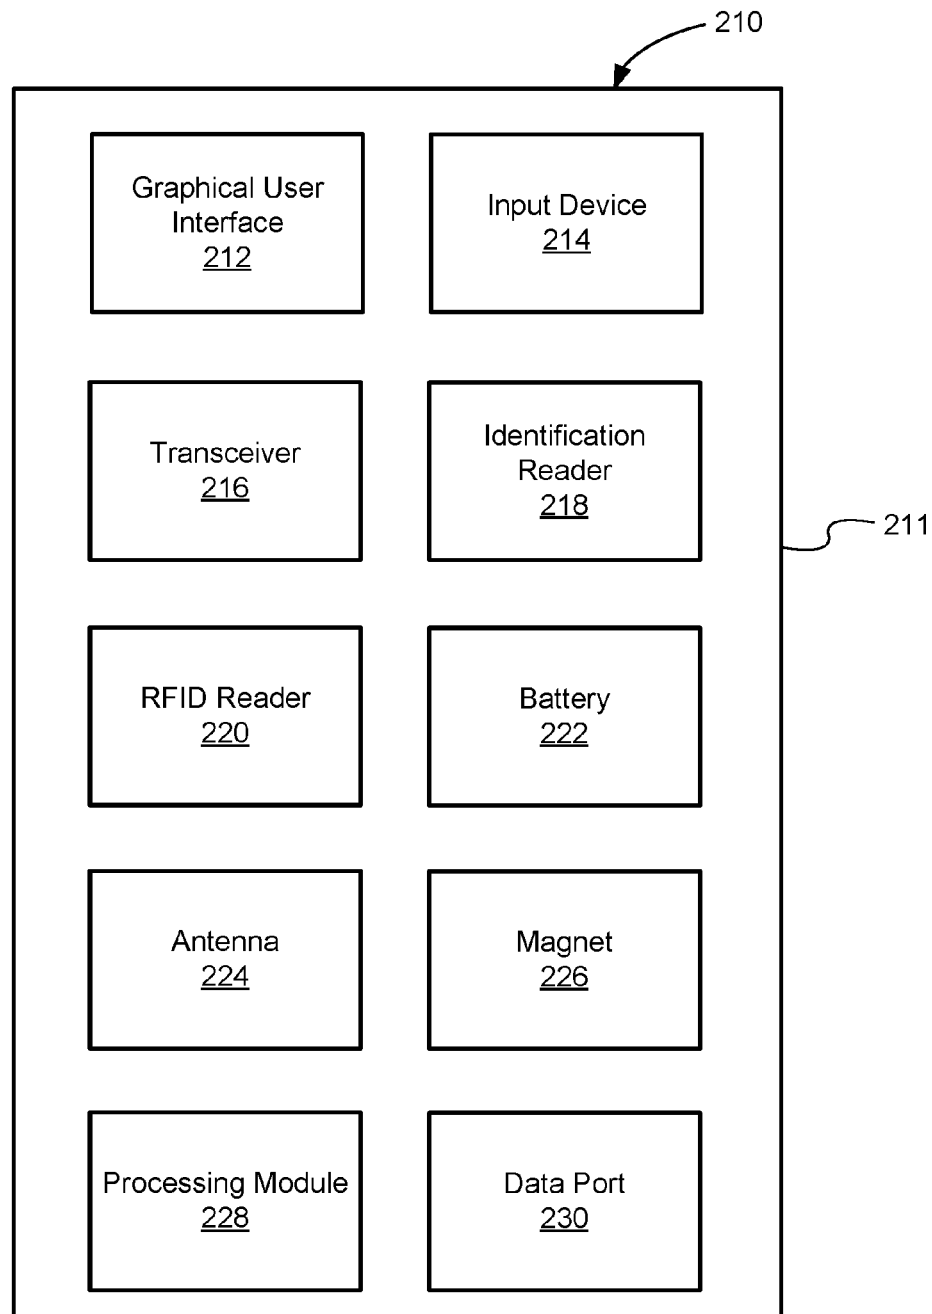 210
Graphical User
Interface
212
Input Device
214
Transceiver
216
Identification
Reader
218
211
RFID Reader
220
Battery
222
Antenna
224
Magnet
226
Processing Module
228
Data Port
230